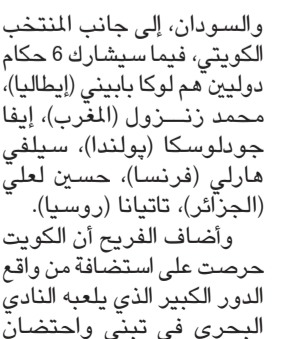 والسودان، إلى جانب المنتخب
الكويتي، فيما سيشارك 6 حكام
دوليين هم لوكا بابيني (إيطاليا)،
محمد زنــزول (المغرب)، إيفا
جودلوسكا (پولندا)، سيلفي
هارلي (فرنسا)، حسين لعلي
(الجزائر)، تاتيانا (روسيا).
وأضاف الفريح أن الكويت
حرصت على استضافة من واقع
الدور الكبير الذي يلعبه النادي
البحري في تبني واحتضان